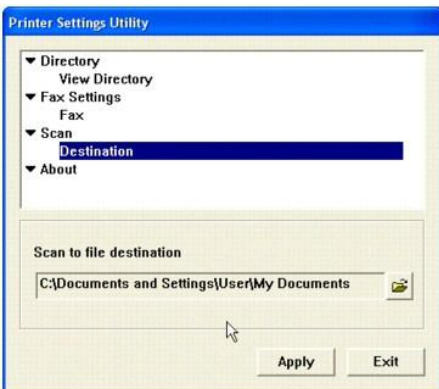 Printer Settings Utility
Directory
View Directory
Fax Settings
Fax
Scan
Destination
About
Scan to file destination
C:\Documents and Settings\User\My Documents
Apply Exit